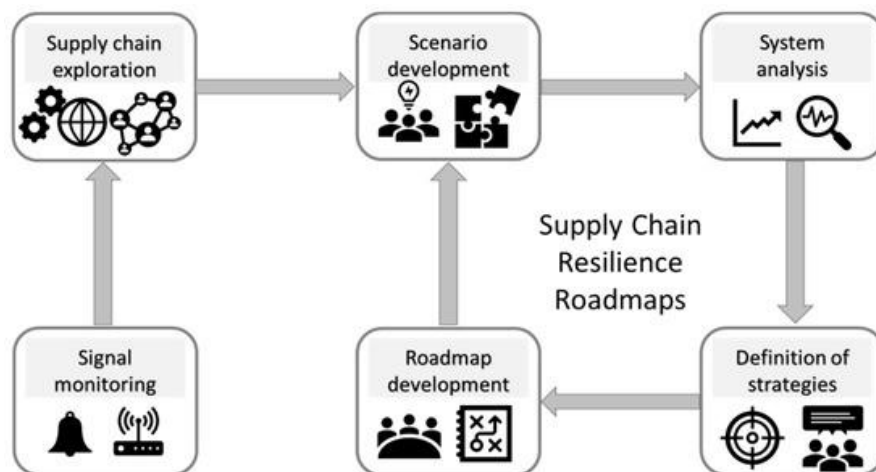 Supply chain
exploration
Scenario
development
System
analysis
Supply Chain
Resilience
Roadmaps
Signal
monitoring
Roadmap
development
Definition of
strategies